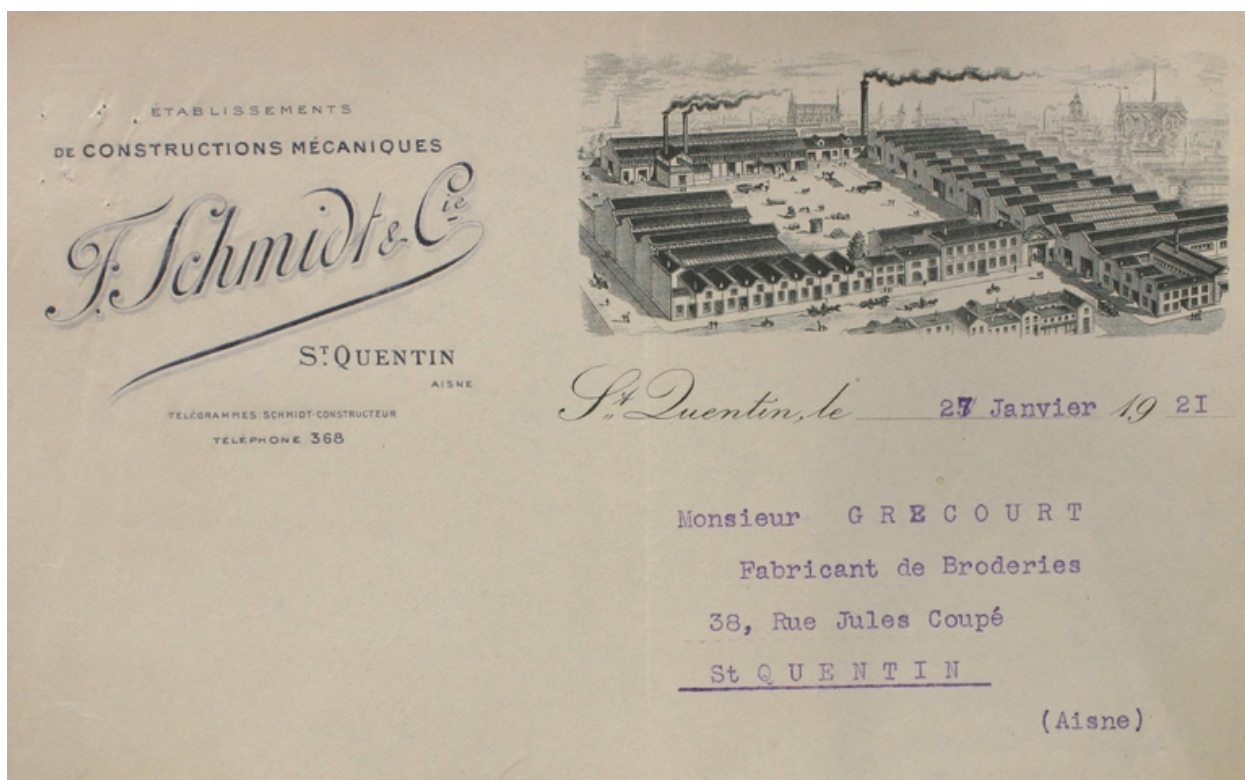 ÉTABLISSEMENTS
DE CONSTRUCTIONS MÉCANIQUES
F. Schmidt & Cie
ST QUENTIN
AISNE
TÉLÉGRAMMES: SCHMIDT-CONSTRUCTEUR
TÉLÉPHONE 368
St Quentin, le 27 Janvier 1921
Monsieur GRECOURT
Fabricant de Broderies
38, Rue Jules Coupé
St QUENTIN
(Aisne)